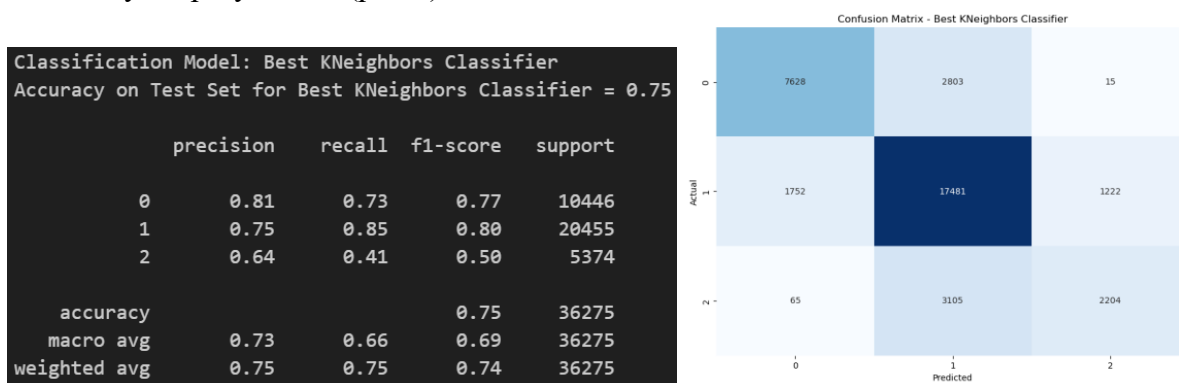 Classification Model: Best KNeighbors Classifier
Accuracy on Test Set for Best KNeighbors Classifier = 0.75
precision recall f1-score support
0 0.81 0.73 0.77 10446
1 0.75 0.85 0.80 20455
2 0.64 0.41 0.50 5374
accuracy 0.75 36275
macro avg 0.73 0.66 0.69 36275
weighted avg 0.75 0.75 0.74 36275
Confusion Matrix - Best KNeighbors Classifier
0 7628 2803 15
Actual
1 1752 17481 1222
2 65 3105 2204
0 1 2
Predicted